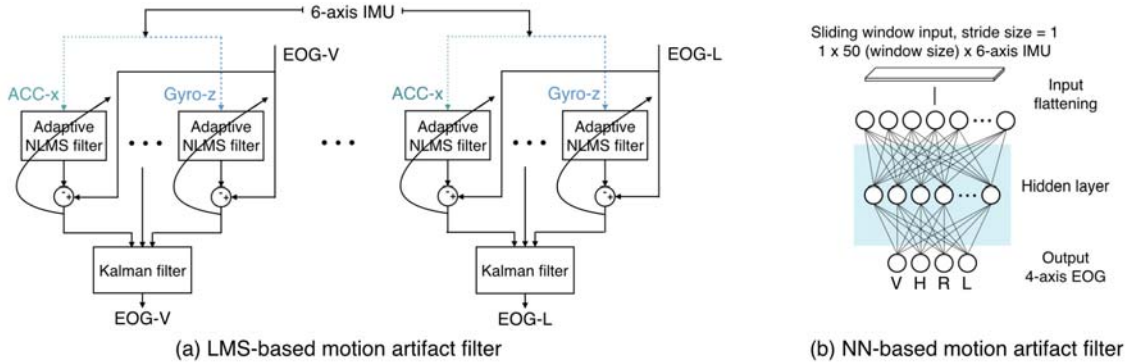 6-axis IMU
EOG-V
EOG-L
ACC-x
Gyro-z
ACC-x
Gyro-z
Adaptive
NLMS filter
Adaptive
NLMS filter
Adaptive
NLMS filter
Adaptive
NLMS filter
- +
- +
- +
- +
Kalman filter
Kalman filter
EOG-V
EOG-L
(a) LMS-based motion artifact filter
Sliding window input, stride size = 1
1 x 50 (window size) x 6-axis IMU
Input
flattening
Hidden layer
Output
4-axis EOG
V H R L
(b) NN-based motion artifact filter